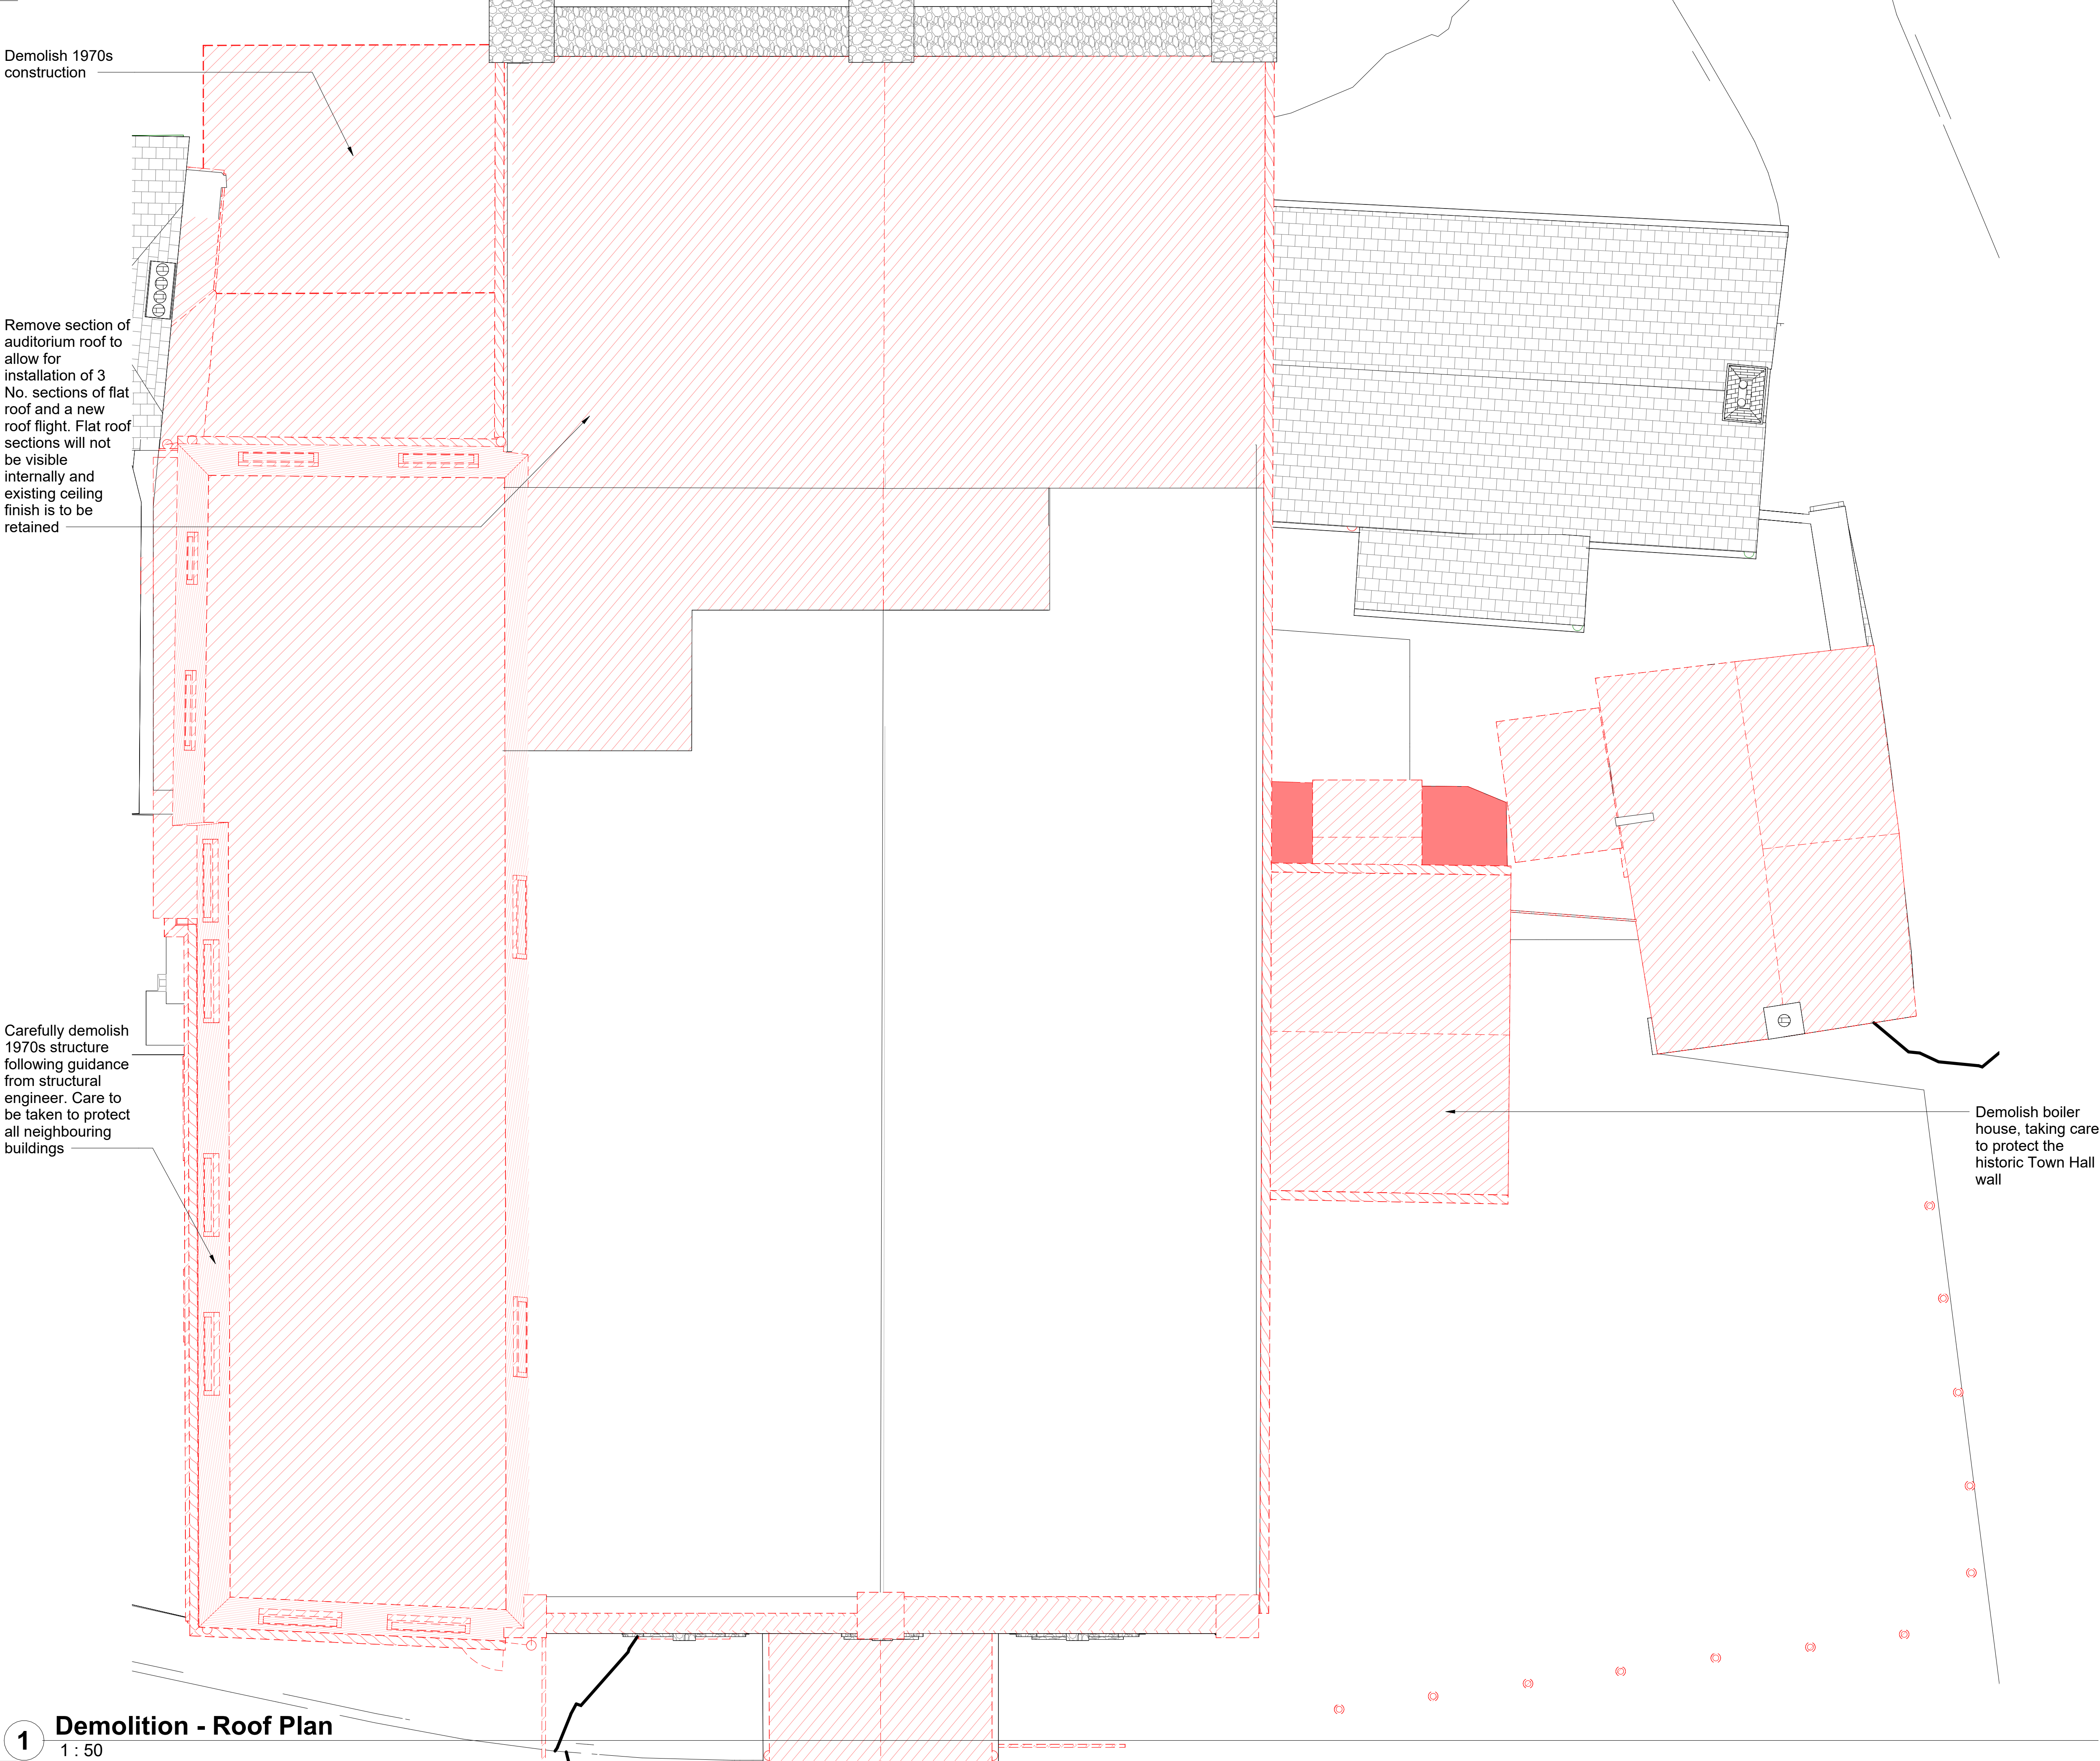 Demolish 1970s
construction
Remove section of
auditorium roof to
allow for
installation of 3
No. sections of flat
roof and a new
roof flight. Flat roof
sections will not
be visible
internally and
existing ceiling
finish is to be
retained
Carefully demolish
1970s structure
following guidance
from structural
engineer. Care to
be taken to protect
all neighbouring
buildings
Demolish boiler
house, taking care
to protect the
historic Town Hall
wall
1 Demolition - Roof Plan
1 : 50